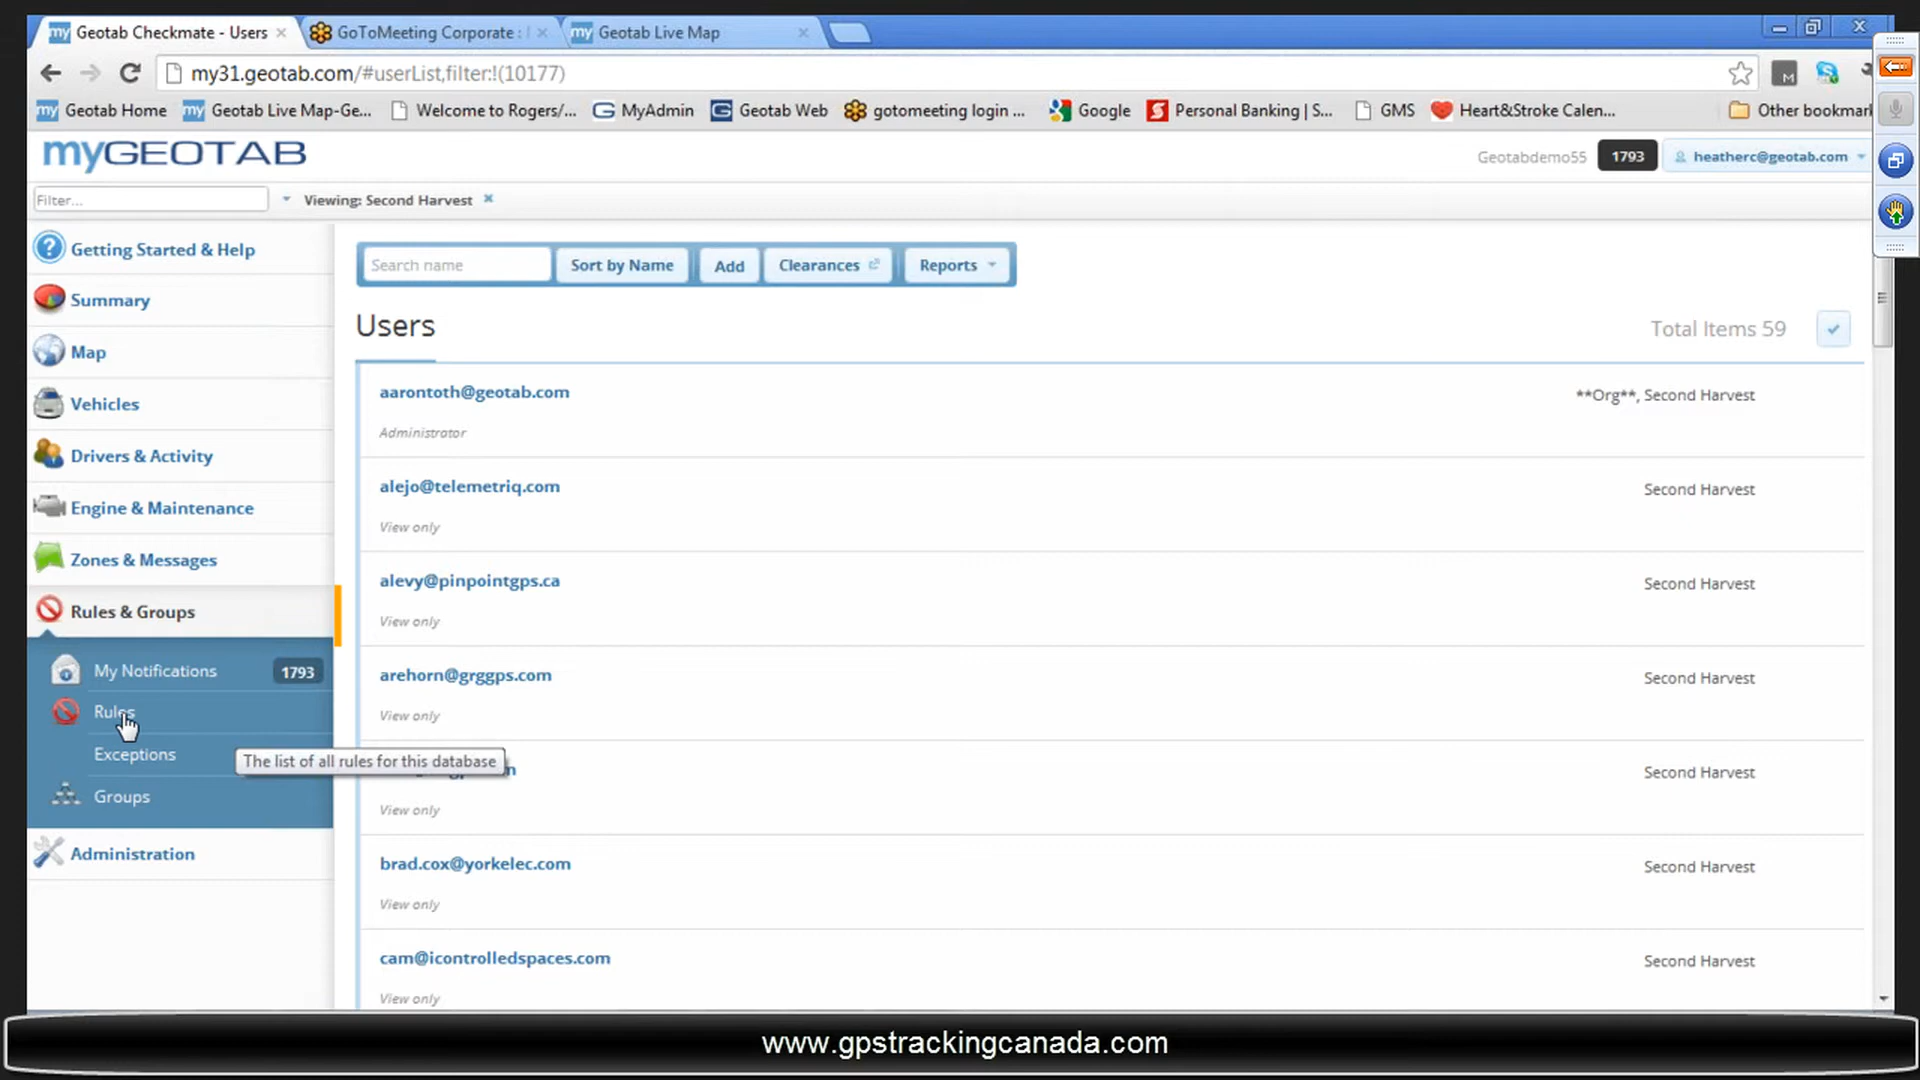 Geotab Checkmate - Users
GoToMeeting Corporate :
Geotab Live Map
my31.geotab.com/#userList,filter:!(10177)
Geotab Home
Geotab Live Map-Ge...
Welcome to Rogers/...
MyAdmin
Geotab Web
gotomeeting login ...
Google
Personal Banking | S...
GMS
Heart&Stroke Calen...
Other bookmar
myGEOTAB
Geotabdemo55
1793
heatherc@geotab.com
Filter...
Viewing: Second Harvest
Getting Started & Help
Summary
Map
Vehicles
Drivers & Activity
Engine & Maintenance
Zones & Messages
Rules & Groups
My Notifications
1793
Rules
Exceptions
Groups
Administration
The list of all rules for this database
Search name
Sort by Name
Add
Clearances
Reports
Users
Total Items 59
aarontoth@geotab.com
**Org**, Second Harvest
Administrator
alejo@telemetriq.com
Second Harvest
View only
alevy@pinpointgps.ca
Second Harvest
View only
arehorn@grggps.com
Second Harvest
View only
Second Harvest
View only
brad.cox@yorkelec.com
Second Harvest
View only
cam@icontrolledspaces.com
Second Harvest
View only
www.gpstrackingcanada.com